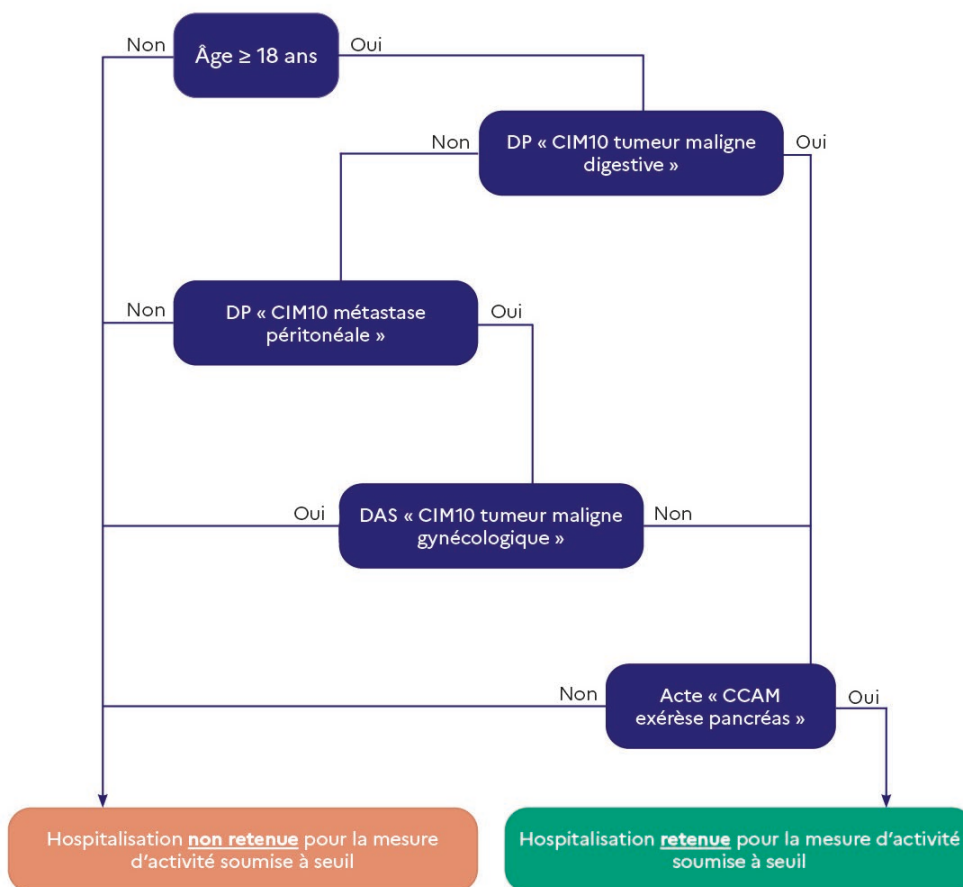 Non
Âge ≥ 18 ans
Oui
Non
DP « CIM10 tumeur maligne
digestive »
Oui
Non
DP « CIM10 métastase
péritonéale »
Oui
Oui
DAS « CIM10 tumeur maligne
gynécologique »
Non
Non
Acte « CCAM
exérèse pancréas »
Oui
Hospitalisation non retenue pour la mesure
d'activité soumise à seuil
Hospitalisation retenue pour la mesure d'activité
soumise à seuil